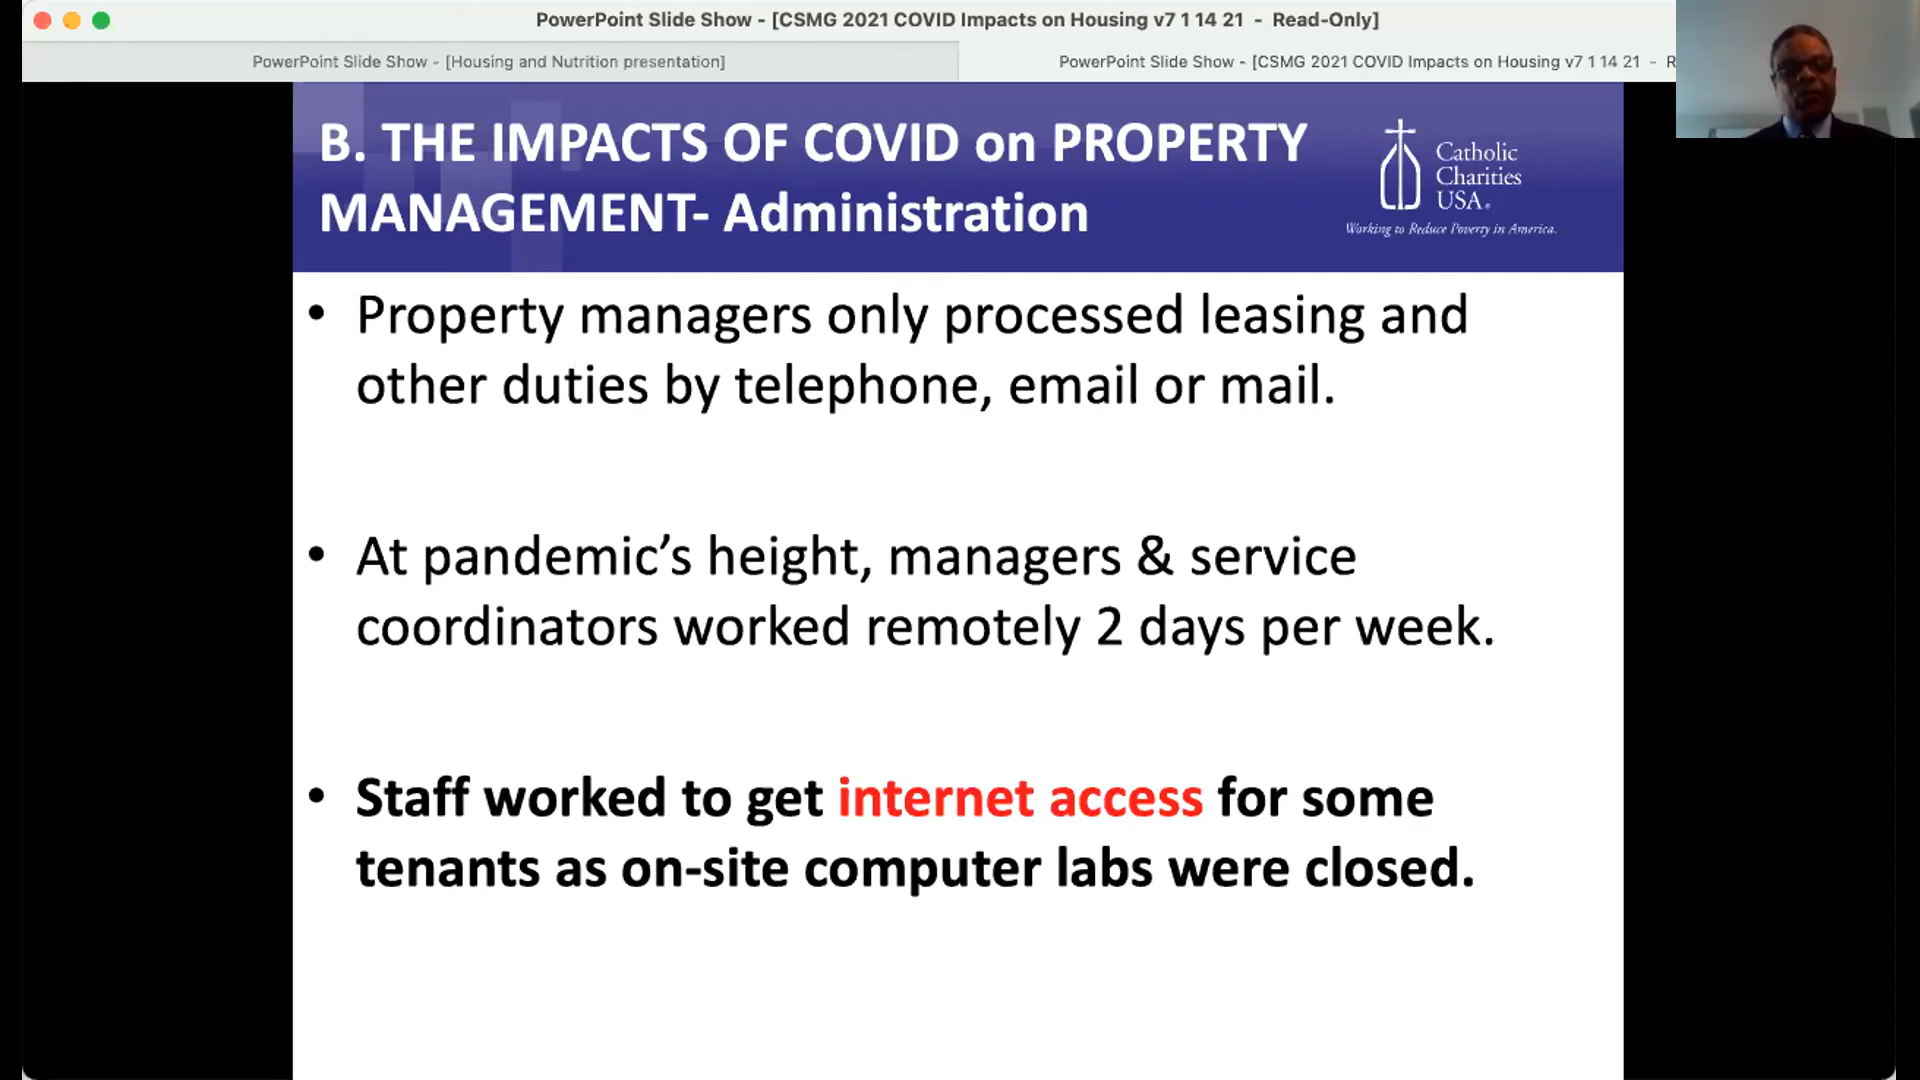 PowerPoint Slide Show - [CSMG 2021 COVID Impacts on Housing v7 1 14 21 - Read-Only]
PowerPoint Slide Show - [Housing and Nutrition presentation]
PowerPoint Slide Show - [CSMG 2021 COVID Impacts on Housing v7 1 14 21 - R
B. THE IMPACTS OF COVID on PROPERTY
MANAGEMENT- Administration
Catholic
Charities
USA®
Working to Reduce Poverty in America.
• Property managers only processed leasing and
other duties by telephone, email or mail.
• At pandemic’s height, managers & service
coordinators worked remotely 2 days per week.
• Staff worked to get internet access for some
tenants as on-site computer labs were closed.